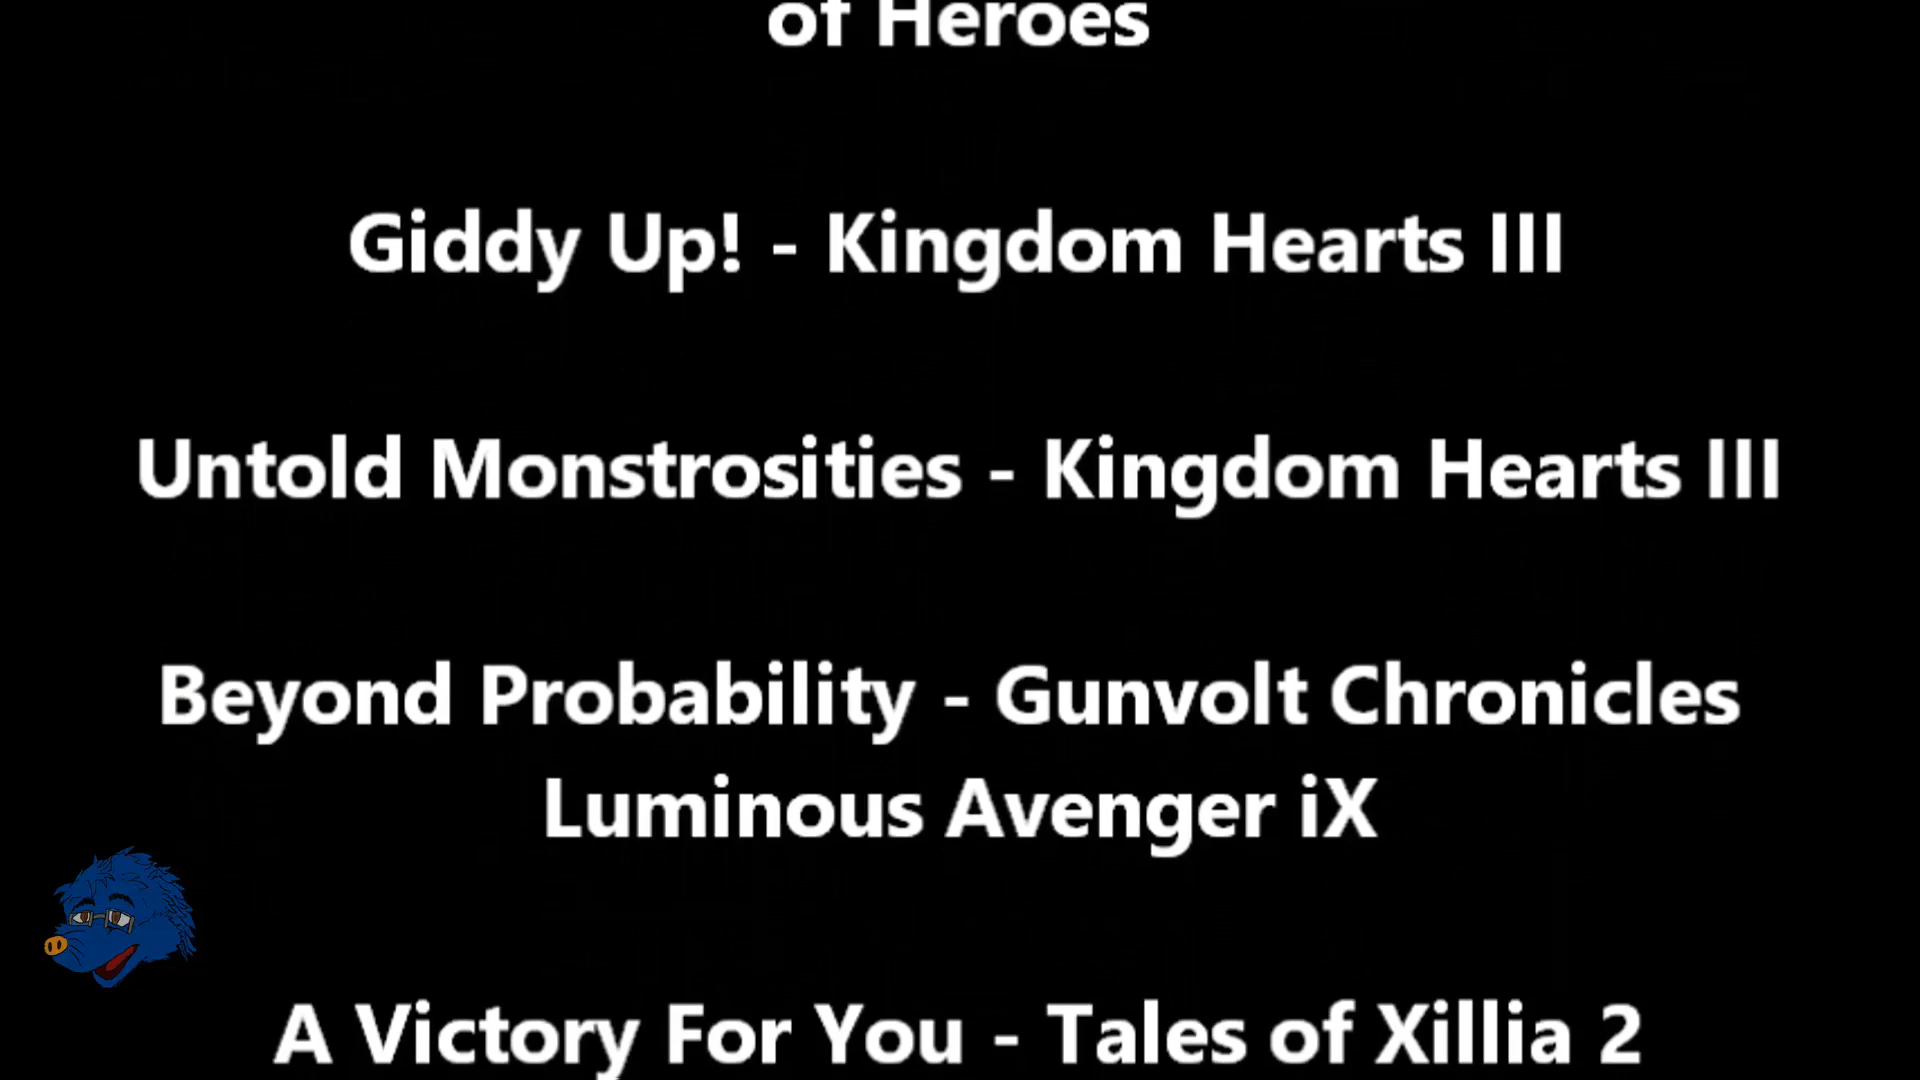 of Heroes
Giddy Up! - Kingdom Hearts III
Untold Monstrosities - Kingdom Hearts III
Beyond Probability - Gunvolt Chronicles
Luminous Avenger iX
A Victory For You - Tales of Xillia 2